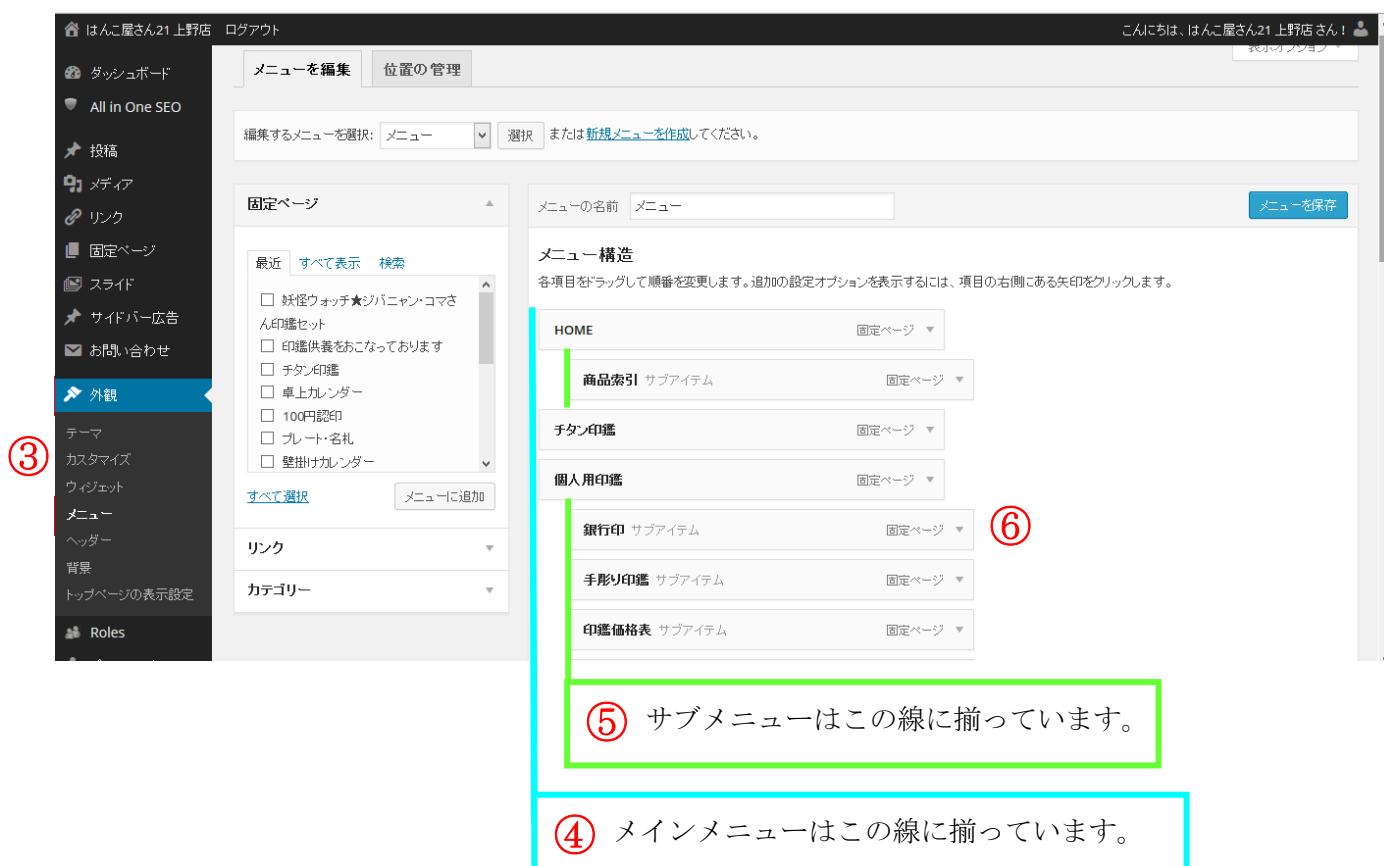 はんこ屋さん21 上野店 ログアウト
こんにちは、はんこ屋さん21 上野店 さん！
ダッシュボード
All in One SEO
投稿
メディア
リンク
固定ページ
スライド
サイドバー広告
お問い合わせ
外観
③
テーマ
カスタマイズ
ウィジェット
メニュー
ヘッダー
背景
トップページの表示設定
Roles
表示オプション
メニューを編集
位置の管理
編集するメニューを選択: メニュー 選択 または新規メニューを作成してください。
固定ページ
最近 すべて表示 検索
妖怪ウォッチ★ジバニャン・コマさ
ん印鑑セット
印鑑供養をおこなっております
チタン印鑑
卓上カレンダー
100円認印
プレート・名札
壁掛けカレンダー
すべて選択 メニューに追加
リンク
カテゴリー
メニューの名前 メニュー メニューを保存
メニュー構造
各項目をドラッグして順番を変更します。追加の設定オプションを表示するには、項目の右側にある矢印をクリックします。
HOME 固定ページ
商品索引 サブアイテム 固定ページ
チタン印鑑 固定ページ
個人用印鑑 固定ページ
銀行印 サブアイテム 固定ページ
⑥
手彫り印鑑 サブアイテム 固定ページ
印鑑価格表 サブアイテム 固定ページ
⑤ サブメニューはこの線に揃っています。
④ メインメニューはこの線に揃っています。